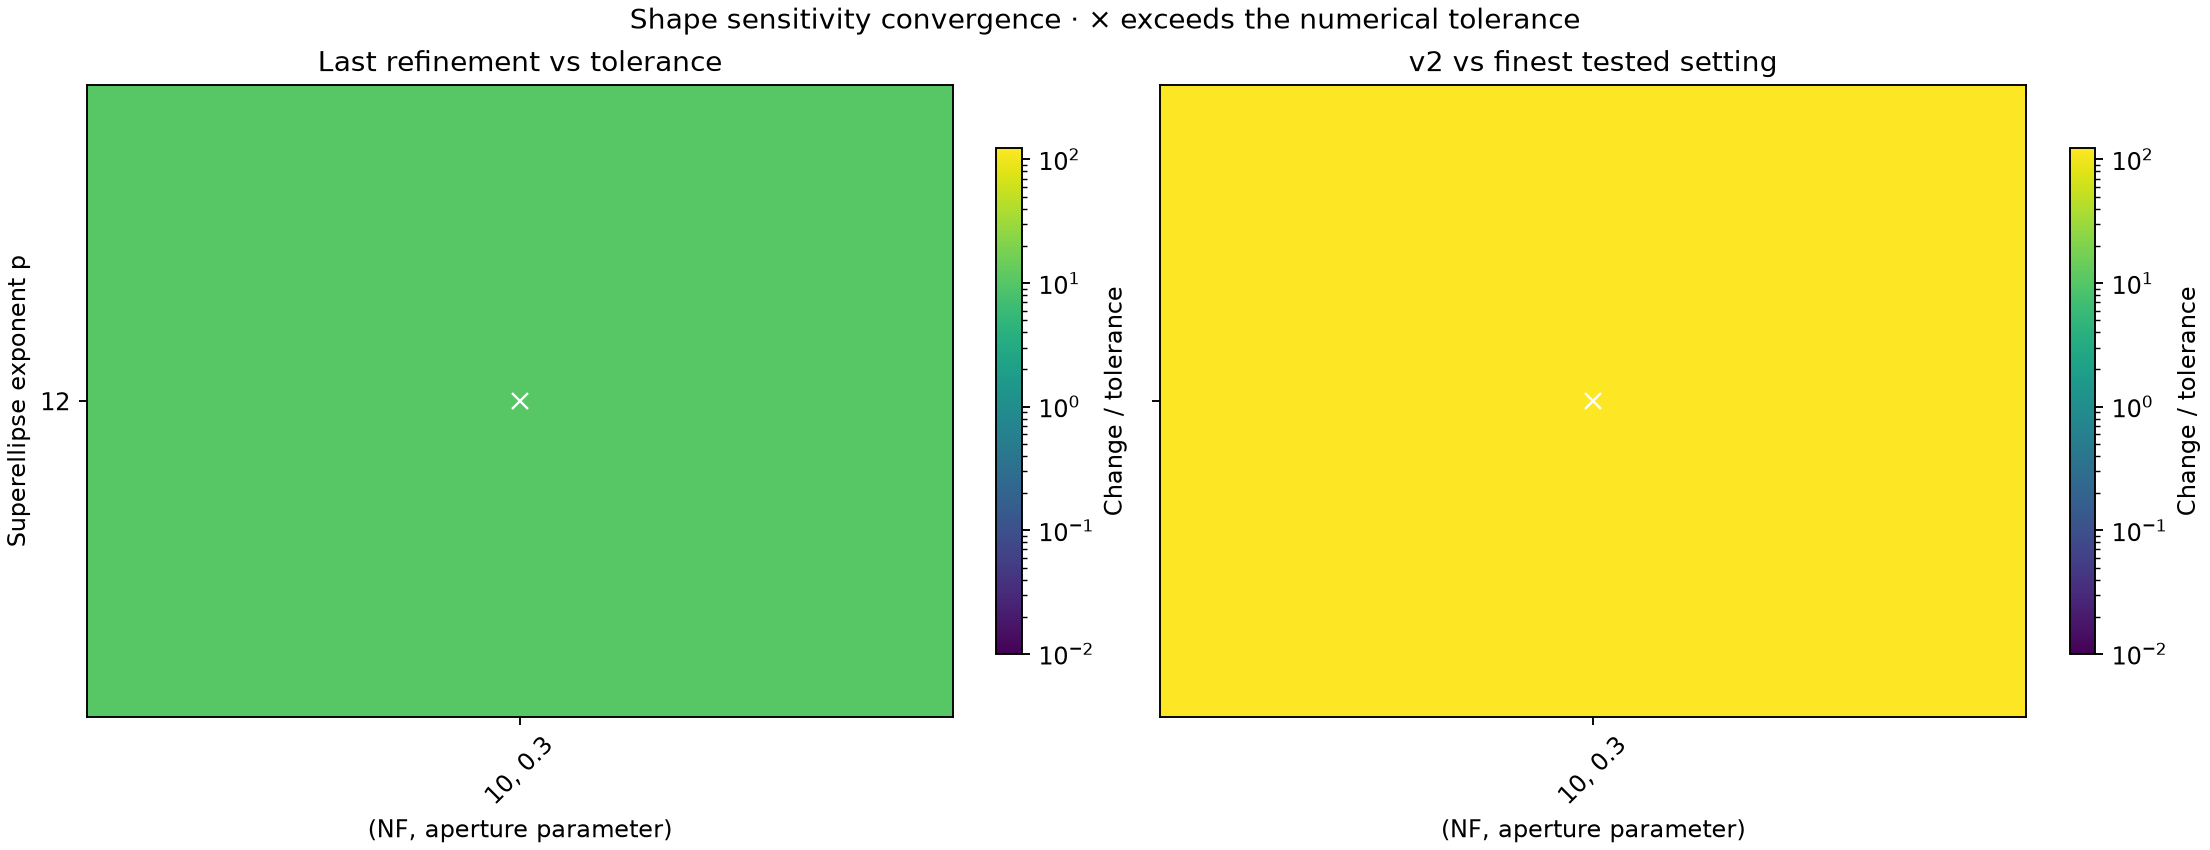 Shape sensitivity convergence · × exceeds the numerical tolerance
Last refinement vs tolerance
Superellipse exponent p
12
10, 0.3
(NF, aperture parameter)
10²
10¹
10⁰
10⁻¹
10⁻²
Change / tolerance
v2 vs finest tested setting
10, 0.3
(NF, aperture parameter)
10²
10¹
10⁰
10⁻¹
10⁻²
Change / tolerance